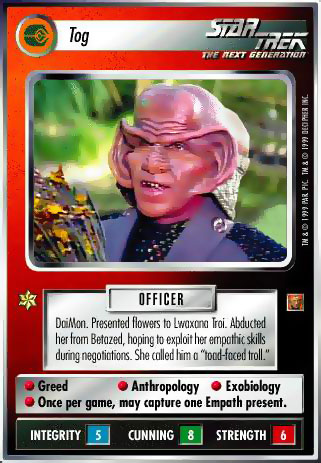 Tog
STAR TREK
THE NEXT GENERATION
TM & © 1999 PAR. PIC. TM & © 1999 DECIPHER INC.
OFFICER
DaiMon. Presented flowers to Lwaxana Troi. Abducted
her from Betazed, hoping to exploit her empathic skills
during negotiations. She called him a "toad-faced troll."
Greed Anthropology Exobiology
Once per game, may capture one Empath present.
INTEGRITY 5 CUNNING 8 STRENGTH 6